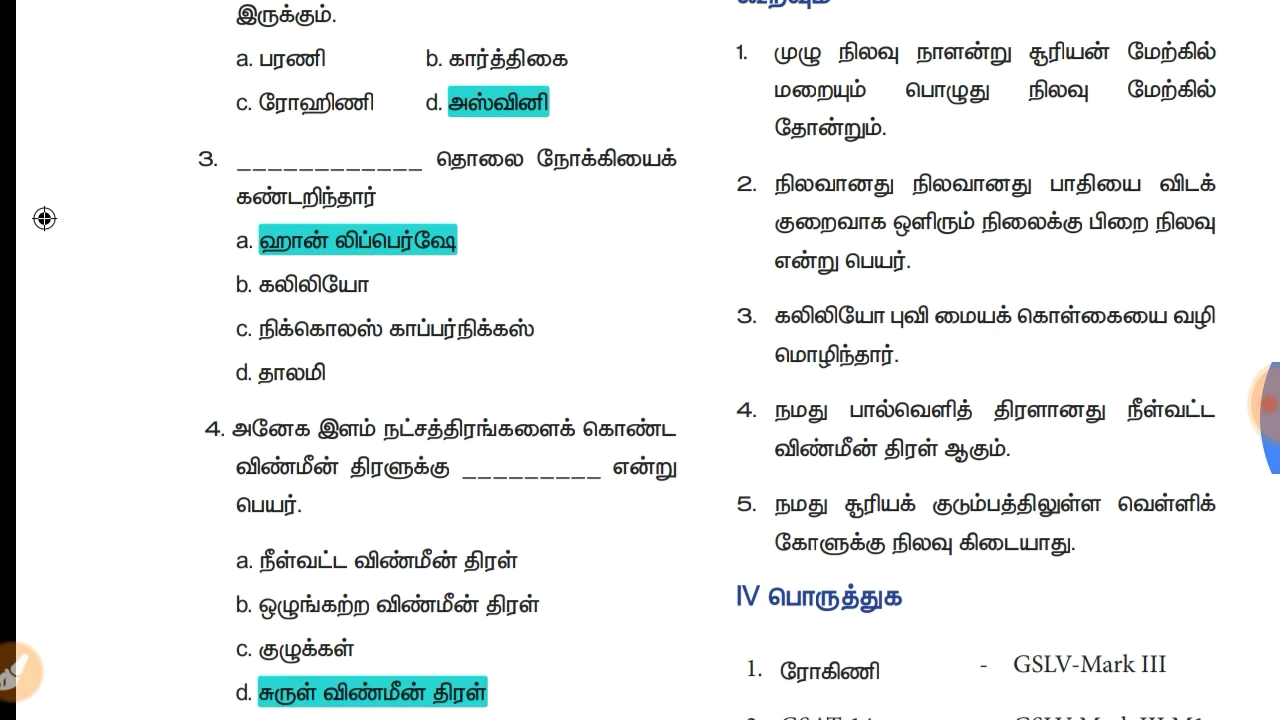 இருக்கும்.
a. பரணி b. கார்த்திகை
c. ரோஹிணி d. அஸ்வினி
3. ____________ தொலை நோக்கியைக்
கண்டறிந்தார்
a. ஹான் லிப்பெர்ஷே
b. கலிலியோ
c. நிக்கொலஸ் காப்பர்நிக்கஸ்
d. தாலமி
4. அனேக இளம் நட்சத்திரங்களைக் கொண்ட
விண்மீன் திரளுக்கு _________ என்று
பெயர்.
a. நீள்வட்ட விண்மீன் திரள்
b. ஒழுங்கற்ற விண்மீன் திரள்
c. குழுக்கள்
d. சுருள் விண்மீன் திரள்
1. முழு நிலவு நாளன்று சூரியன் மேற்கில்
மறையும் பொழுது நிலவு மேற்கில்
தோன்றும்.
2. நிலவானது நிலவானது பாதியை விடக்
குறைவாக ஒளிரும் நிலைக்கு பிறை நிலவு
என்று பெயர்.
3. கலிலியோ புவி மையக் கொள்கையை வழி
மொழிந்தார்.
4. நமது பால்வெளித் திரளானது நீள்வட்ட
விண்மீன் திரள் ஆகும்.
5. நமது சூரியக் குடும்பத்திலுள்ள வெள்ளிக்
கோளுக்கு நிலவு கிடையாது.
IV பொருத்துக
1. ரோகிணி - GSLV-Mark III